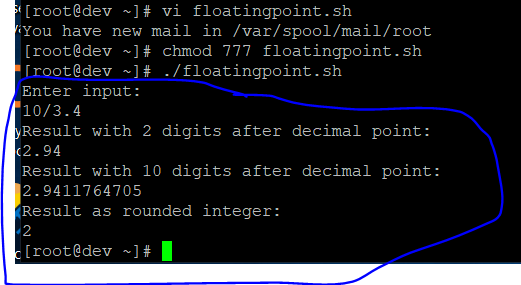 [root@dev ~]# vi floatingpoint.sh
You have new mail in /var/spool/mail/root
[root@dev ~]# chmod 777 floatingpoint.sh
[root@dev ~]# ./floatingpoint.sh
Enter input:
10/3.4
Result with 2 digits after decimal point:
2.94
Result with 10 digits after decimal point:
2.9411764705
Result as rounded integer:
2
[root@dev ~]#